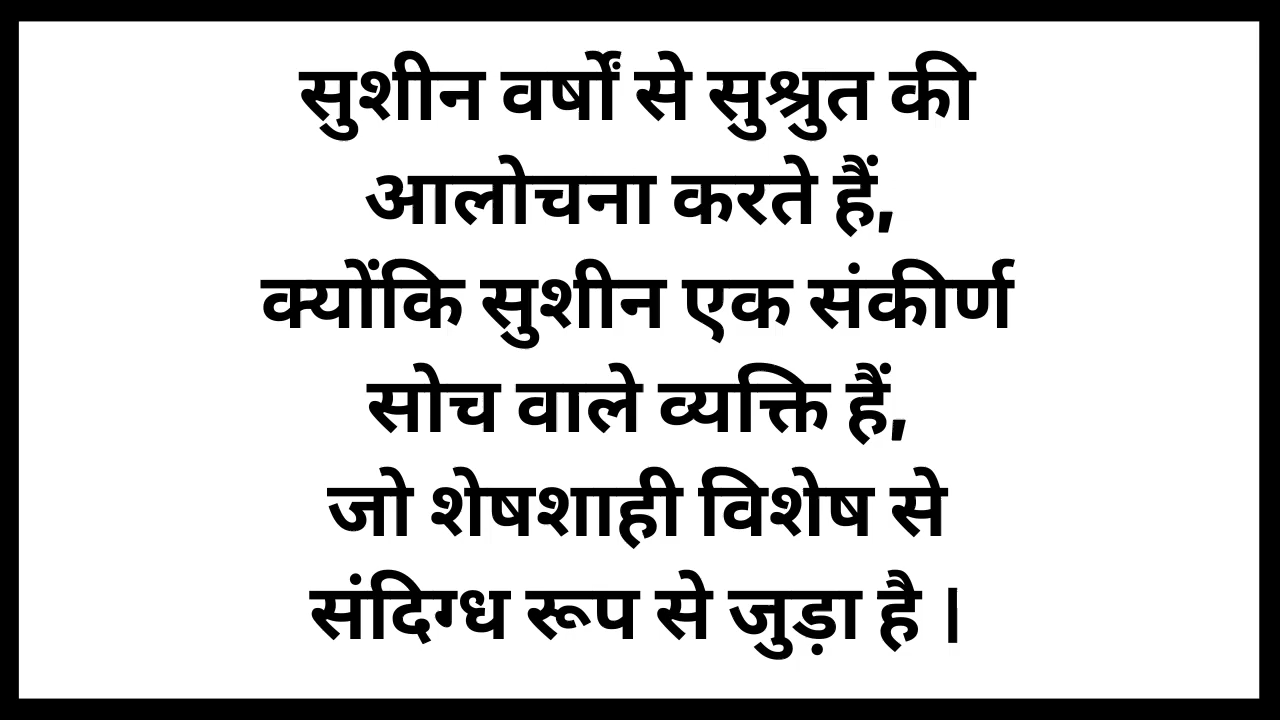 सुशीन वर्षों से सुश्रुत की
आलोचना करते हैं,
क्योंकि सुशीन एक संकीर्ण
सोच वाले व्यक्ति हैं,
जो शेषशाही विशेष से
संदिग्ध रूप से जुड़ा है ।